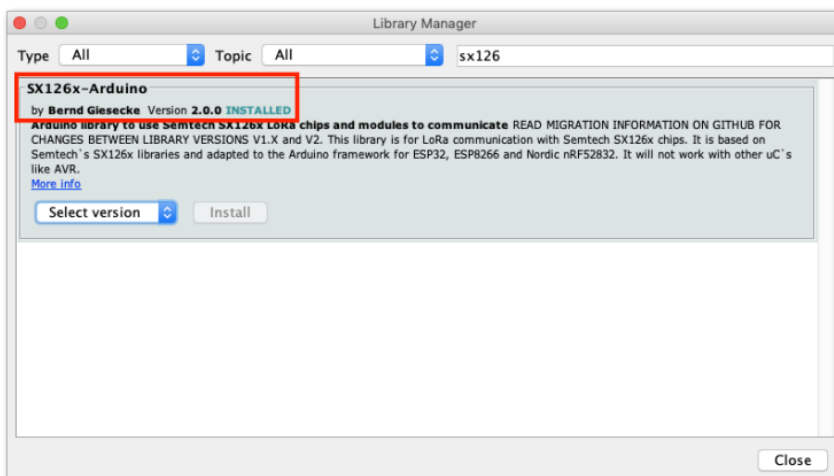 Library Manager
Type All Topic All sx126
SX126x-Arduino
by Bernd Giesecke Version 2.0.0 INSTALLED
Arduino library to use Semtech SX126x LoRa chips and modules to communicate READ MIGRATION INFORMATION ON GITHUB FOR
CHANGES BETWEEN LIBRARY VERSIONS V1.X and V2. This library is for LoRa communication with Semtech SX126x chips. It is based on
Semtech`s SX126x libraries and adapted to the Arduino framework for ESP32, ESP8266 and Nordic nRF52832. It will not work with other uC`s
like AVR.
More info
Select version Install
Close